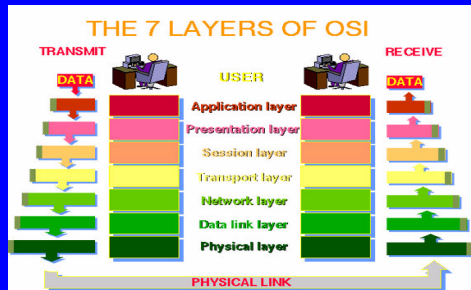 THE 7 LAYERS OF OSI
TRANSMIT
RECEIVE
DATA
USER
DATA
Application layer
Presentation layer
Session layer
Transport layer
Network layer
Data link layer
Physical layer
PHYSICAL LINK